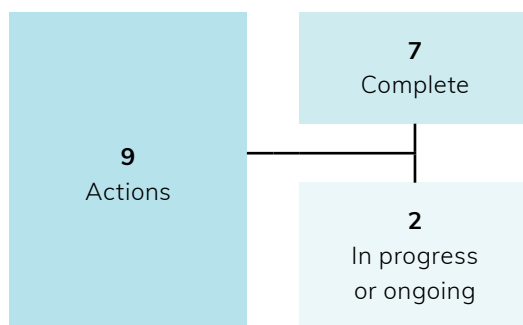 9
Actions
7
Complete
2
In progress
or ongoing